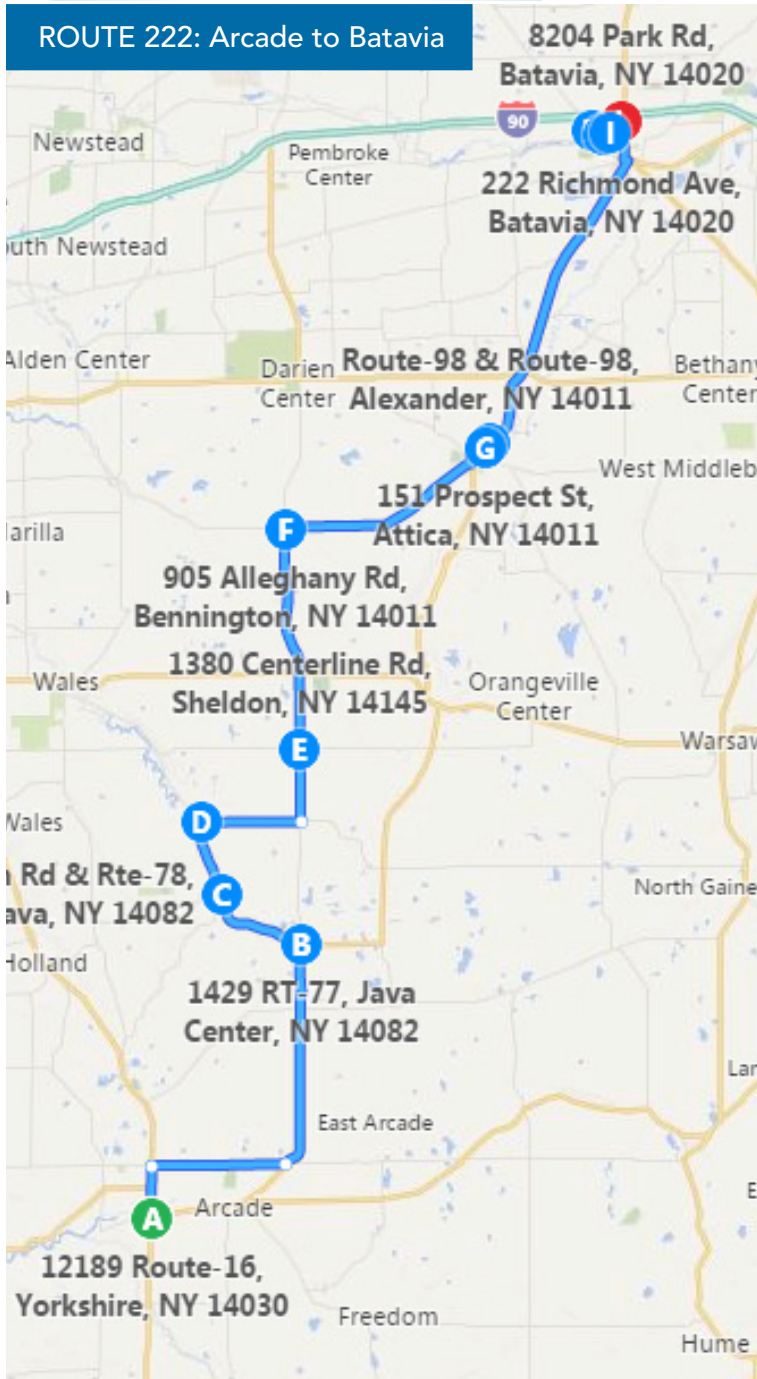 ROUTE 222: Arcade to Batavia
8204 Park Rd,
Batavia, NY 14020
90
I
Newstead
Pembroke
Center
222 Richmond Ave,
Batavia, NY 14020
outh Newstead
Alden Center
Darien
Center
Route-98 & Route-98,
Alexander, NY 14011
Bethany
Center
G
West Middleb
151 Prospect St,
Attica, NY 14011
F
arilla
905 Alleghany Rd,
Bennington, NY 14011
1380 Centerline Rd,
Sheldon, NY 14145
Wales
Orangeville
Center
E
Warsaw
D
Wales
Rd & Rte-78,
ava, NY 14082
C
North Gaine
B
Holland
1429 RT-77, Java
Center, NY 14082
Lar
East Arcade
E
Arcade
A
12189 Route-16,
Yorkshire, NY 14030
Freedom
Hume